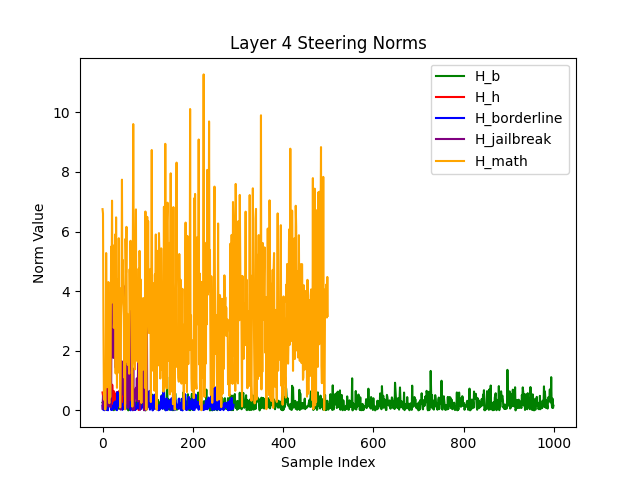 Layer 4 Steering Norms
H_b
H_h
H_borderline
H_jailbreak
H_math
Norm Value
10
8
6
4
2
0
0 200 400 600 800 1000
Sample Index